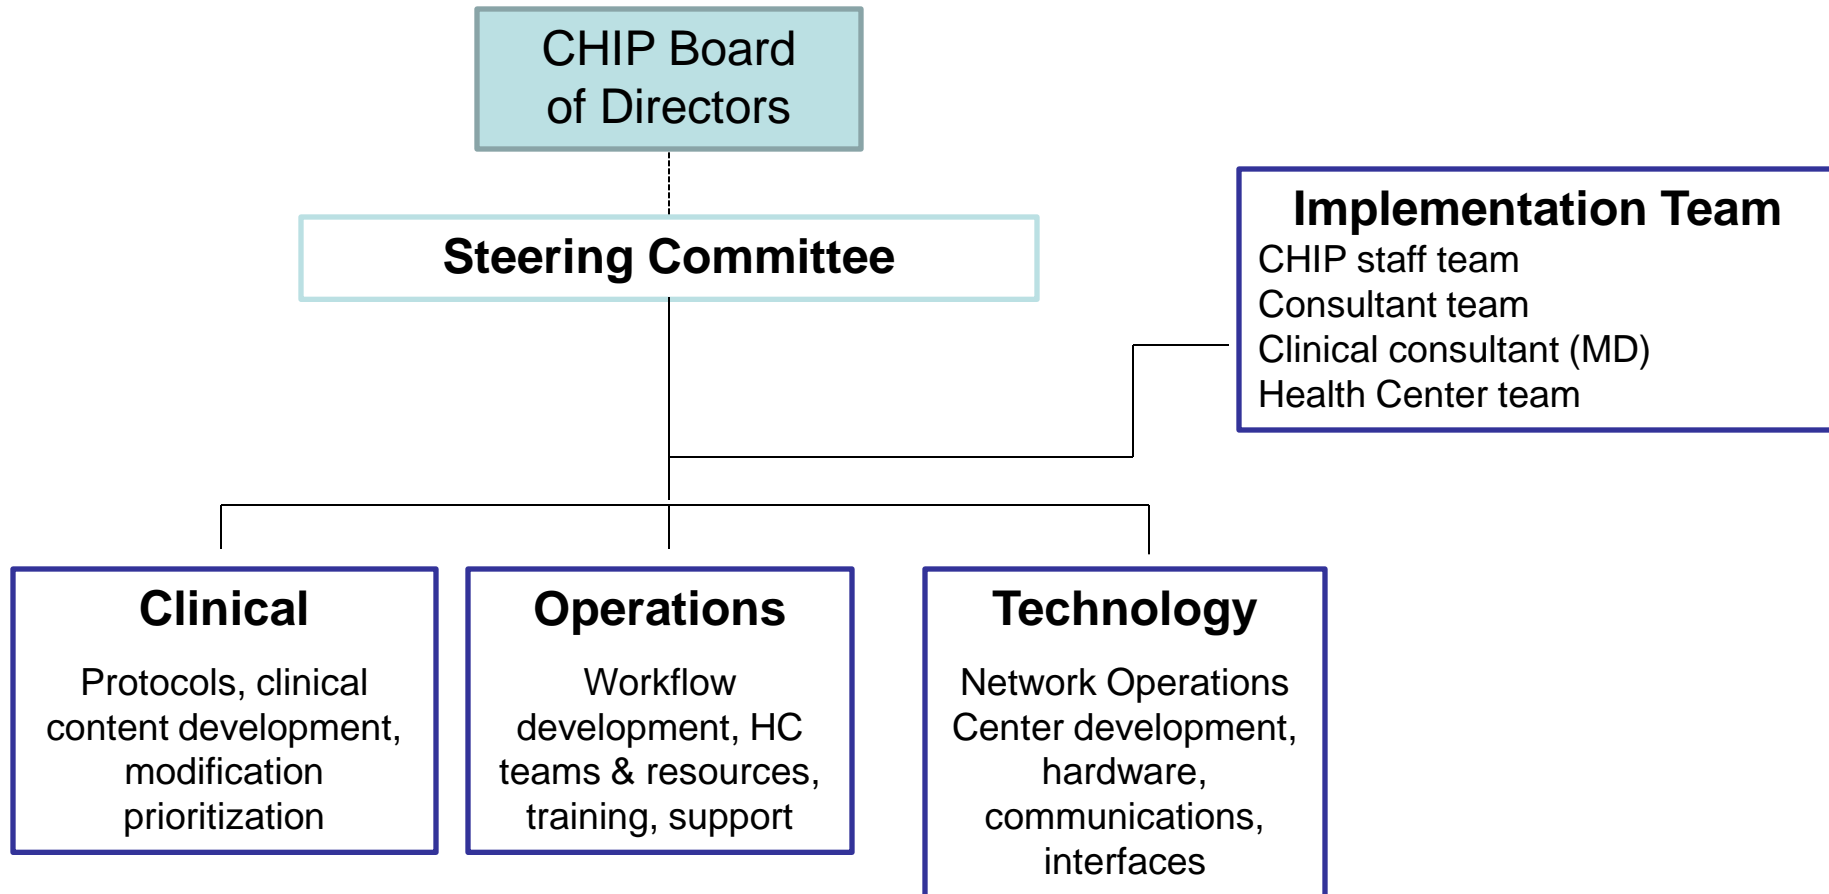 CHIP Board
of Directors
Steering Committee
Implementation Team
CHIP staff team
Consultant team
Clinical consultant (MD)
Health Center team
Clinical
Protocols, clinical
content development,
modification
prioritization
Operations
Workflow
development, HC
teams & resources,
training, support
Technology
Network Operations
Center development,
hardware,
communications,
interfaces